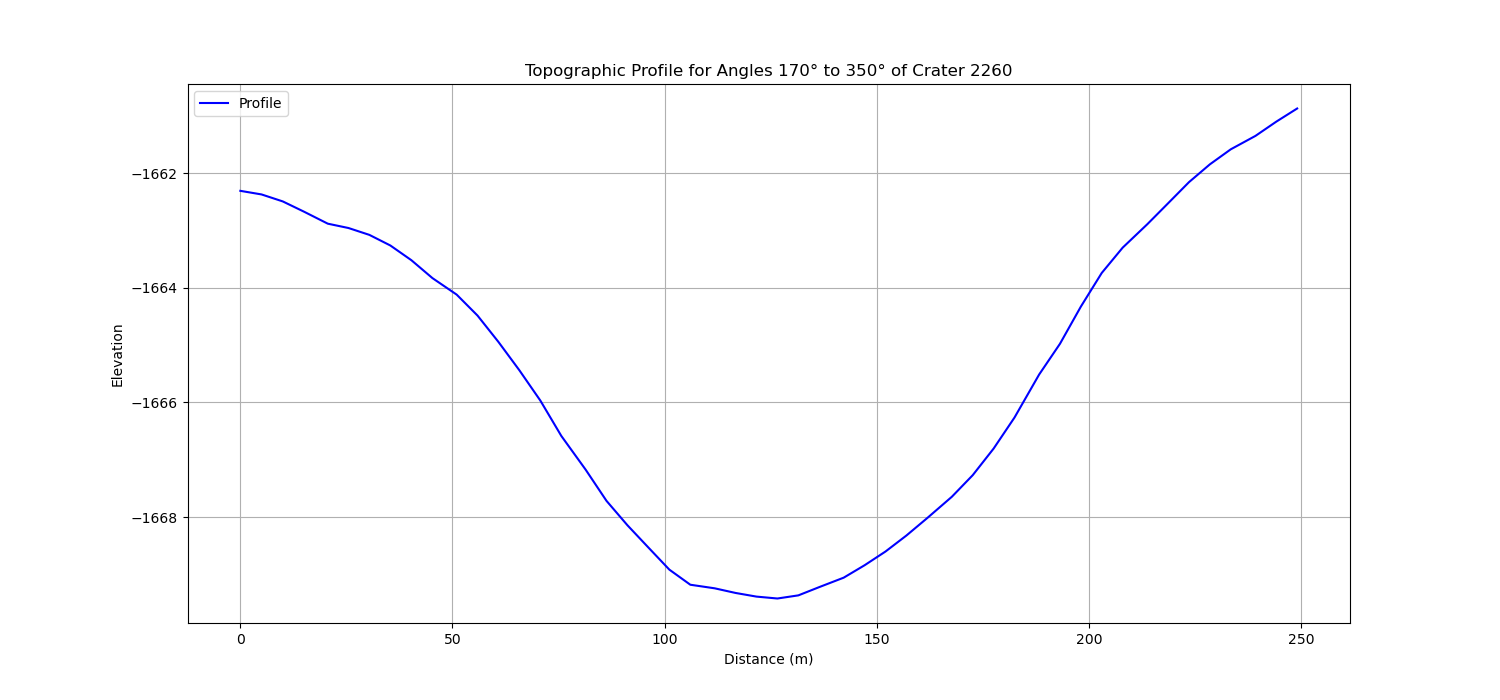 Topographic Profile for Angles 170° to 350° of Crater 2260
Profile
Elevation
−1662
−1664
−1666
−1668
0 50 100 150 200 250
Distance (m)